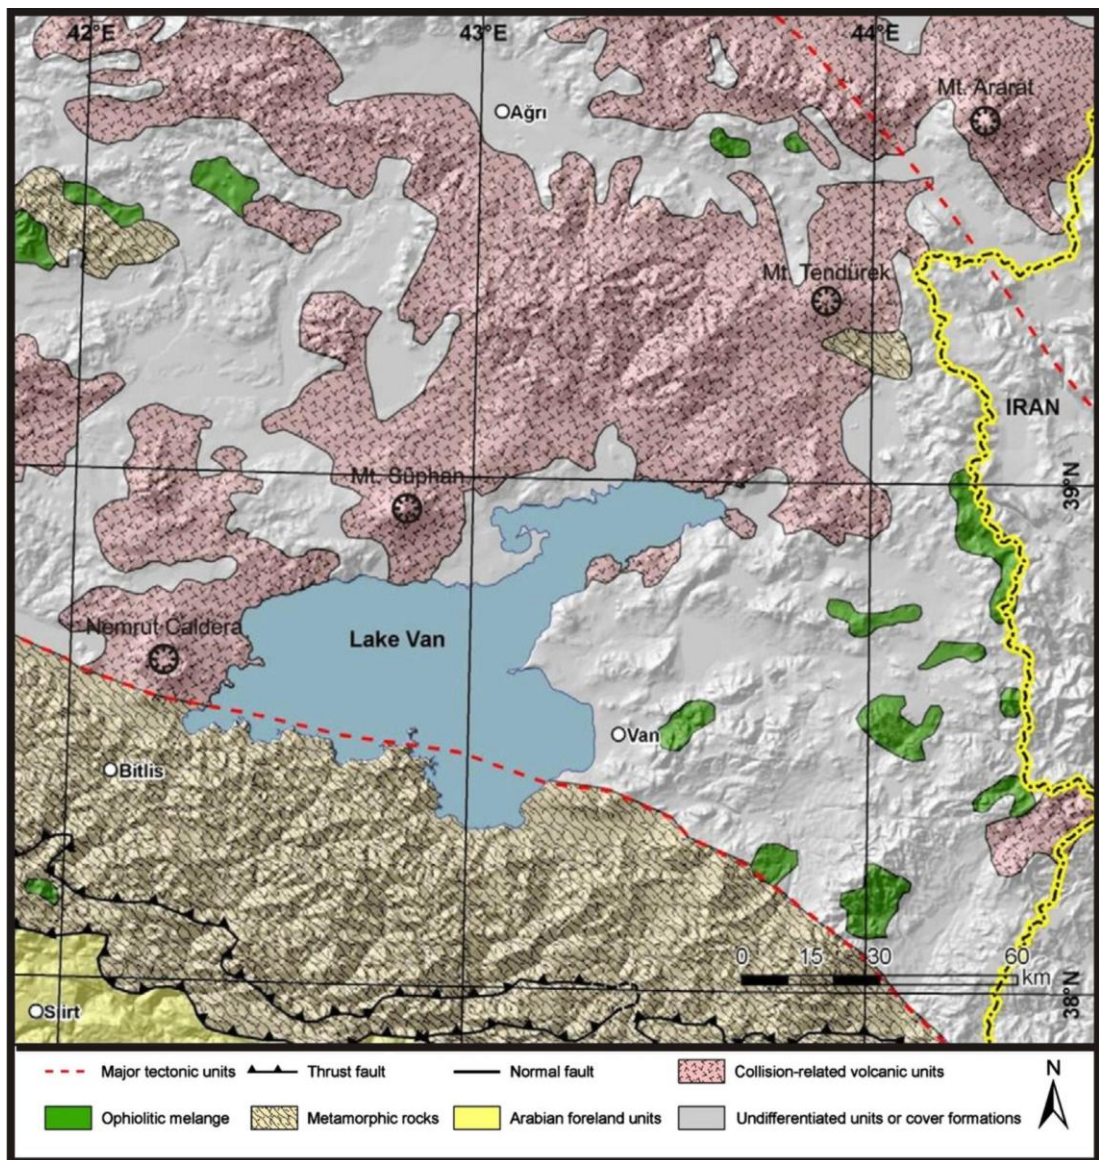 42°E 43°E 44°E
Mt. Ararat
Ağrı
Mt. Tendürek
IRAN
Mt. Süphan
39°N
Nemrut Caldera
Lake Van
Van
Bitlis
0 15 30 60
km
38°N
Siirt
Major tectonic units Thrust fault Normal fault Collision-related volcanic units
N
Ophiolitic melange Metamorphic rocks Arabian foreland units Undifferentiated units or cover formations